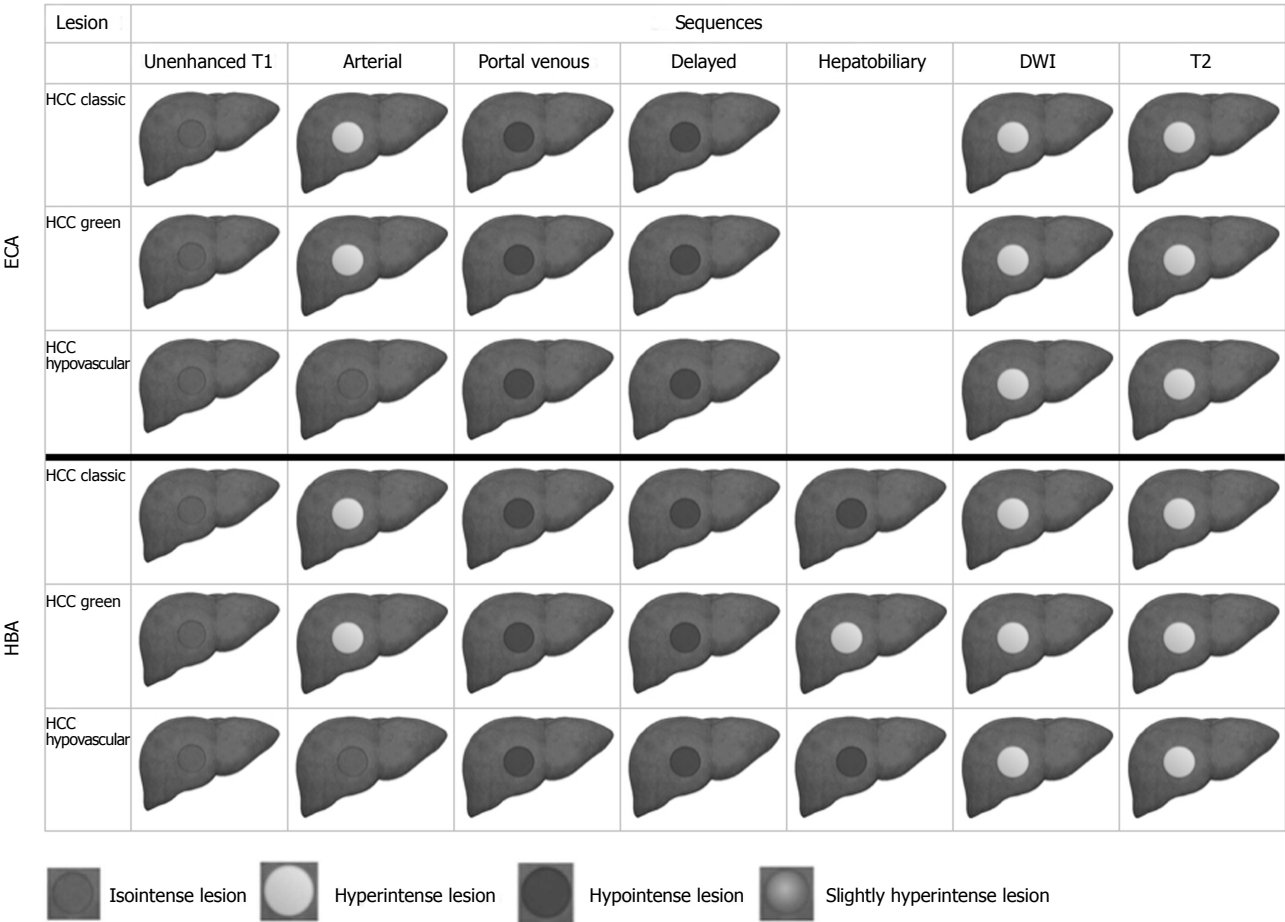 Lesion Sequences
Unenhanced T1 Arterial Portal venous Delayed Hepatobiliary DWI T2
ECA
HCC classic
HCC green
HCC
hypovascular
HBA
HCC classic
HCC green
HCC
hypovascular
Isointense lesion Hyperintense lesion Hypointense lesion Slightly hyperintense lesion